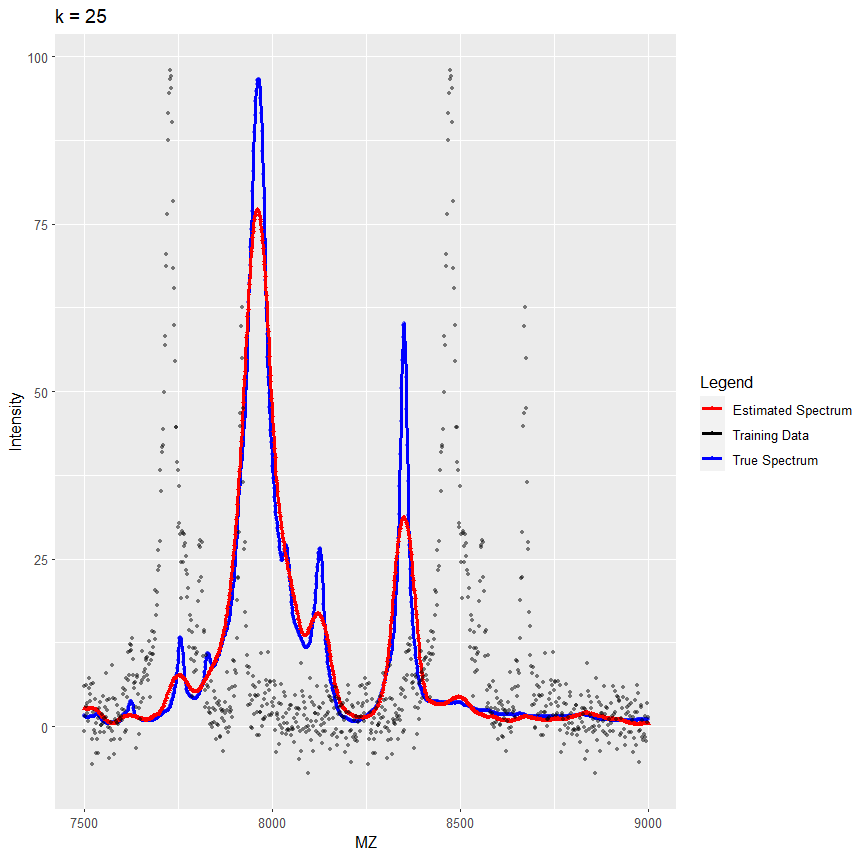 k = 25
100
75
50
25
0
Intensity
7500 8000 8500 9000
MZ
Legend
Estimated Spectrum
Training Data
True Spectrum